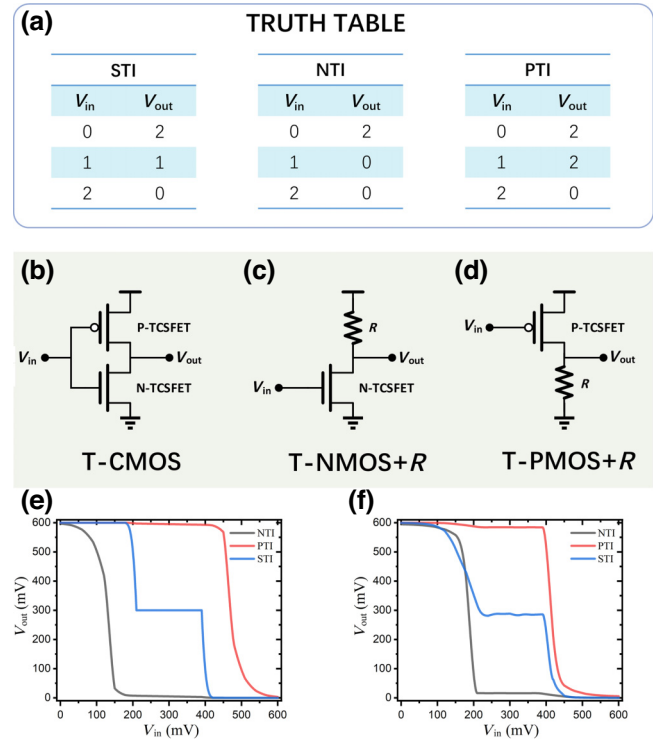 (a) TRUTH TABLE
STI NTI PTI
Vin Vout Vin Vout Vin Vout
0 2 0 2 0 2
1 1 1 0 1 2
2 0 2 0 2 0
(b) (c) (d)
P-TCSFET
Vin Vout
N-TCSFET
T-CMOS
R
Vout
Vin
N-TCSFET
T-NMOS+R
Vin
P-TCSFET
Vout
R
T-PMOS+R
(e) (f)
600
500
400
300
200
100
0
Vout (mV)
NTI
PTI
STI
0 100 200 300 400 500 600
Vin (mV)
600
500
400
300
200
100
0
Vout (mV)
NTI
PTI
STI
0 100 200 300 400 500 600
Vin (mV)